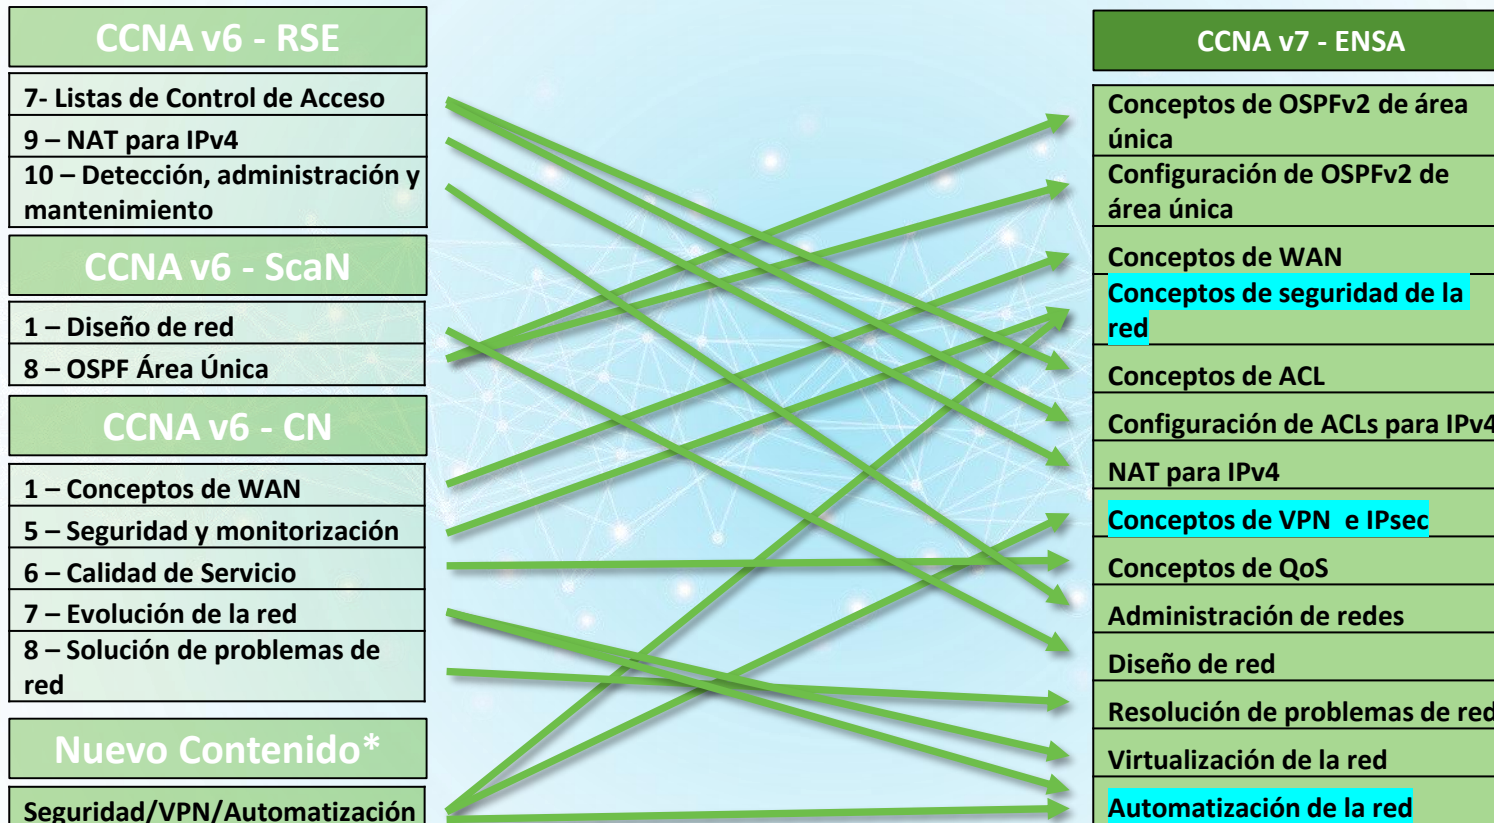 CCNA v6 - RSE
7- Listas de Control de Acceso
9 – NAT para IPv4
10 – Detección, administración y
mantenimiento
CCNA v6 - ScaN
1 – Diseño de red
8 – OSPF Área Única
CCNA v6 - CN
1 – Conceptos de WAN
5 – Seguridad y monitorización
6 – Calidad de Servicio
7 – Evolución de la red
8 – Solución de problemas de
red
Nuevo Contenido*
Seguridad/VPN/Automatización
CCNA v7 - ENSA
Conceptos de OSPFv2 de área
única
Configuración de OSPFv2 de
área única
Conceptos de WAN
Conceptos de seguridad de la
red
Conceptos de ACL
Configuración de ACLs para IPv4
NAT para IPv4
Conceptos de VPN e IPsec
Conceptos de QoS
Administración de redes
Diseño de red
Resolución de problemas de red
Virtualización de la red
Automatización de la red